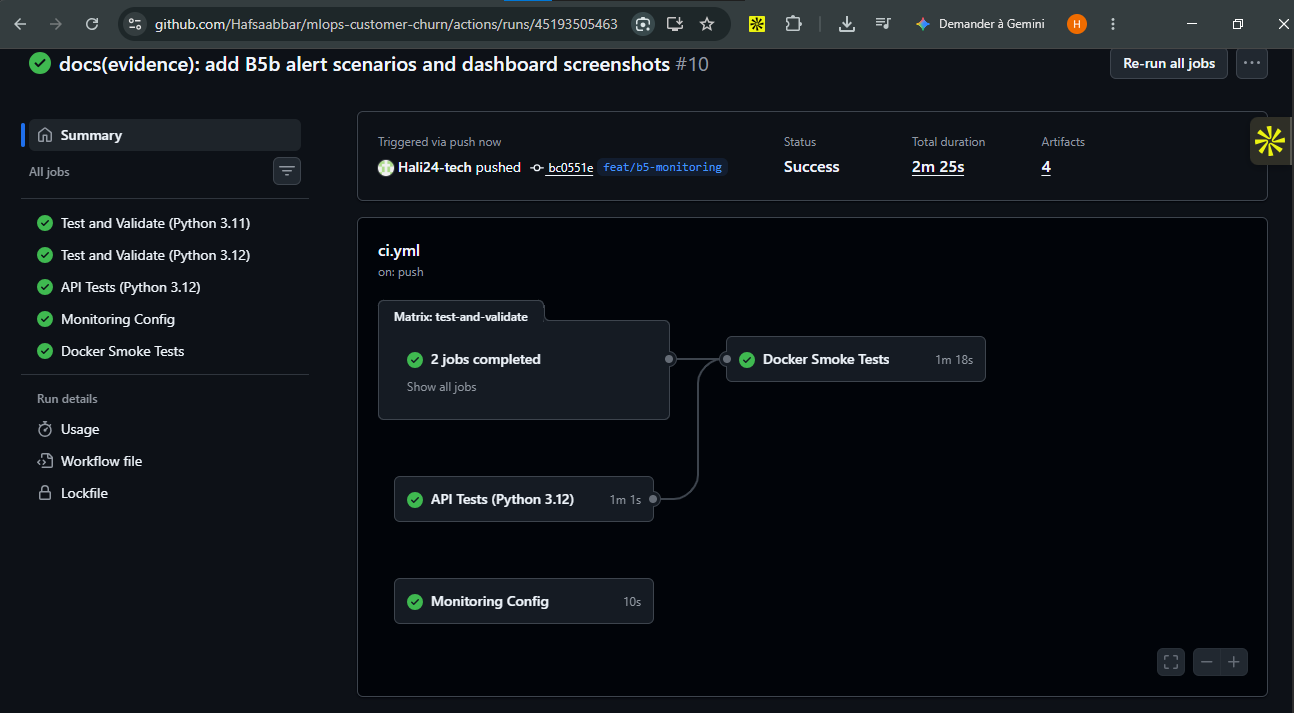 github.com/Hafsaabbar/mlops-customer-churn/actions/runs/45193505463
Demander à Gemini
H
docs(evidence): add B5b alert scenarios and dashboard screenshots #10
Re-run all jobs
Summary
All jobs
Test and Validate (Python 3.11)
Test and Validate (Python 3.12)
API Tests (Python 3.12)
Monitoring Config
Docker Smoke Tests
Run details
Usage
Workflow file
Lockfile
Triggered via push now
Hali24-tech pushed bc0551e feat/b5-monitoring
Status
Success
Total duration
2m 25s
Artifacts
4
ci.yml
on: push
Matrix: test-and-validate
2 jobs completed
Show all jobs
Docker Smoke Tests 1m 18s
API Tests (Python 3.12) 1m 1s
Monitoring Config 10s